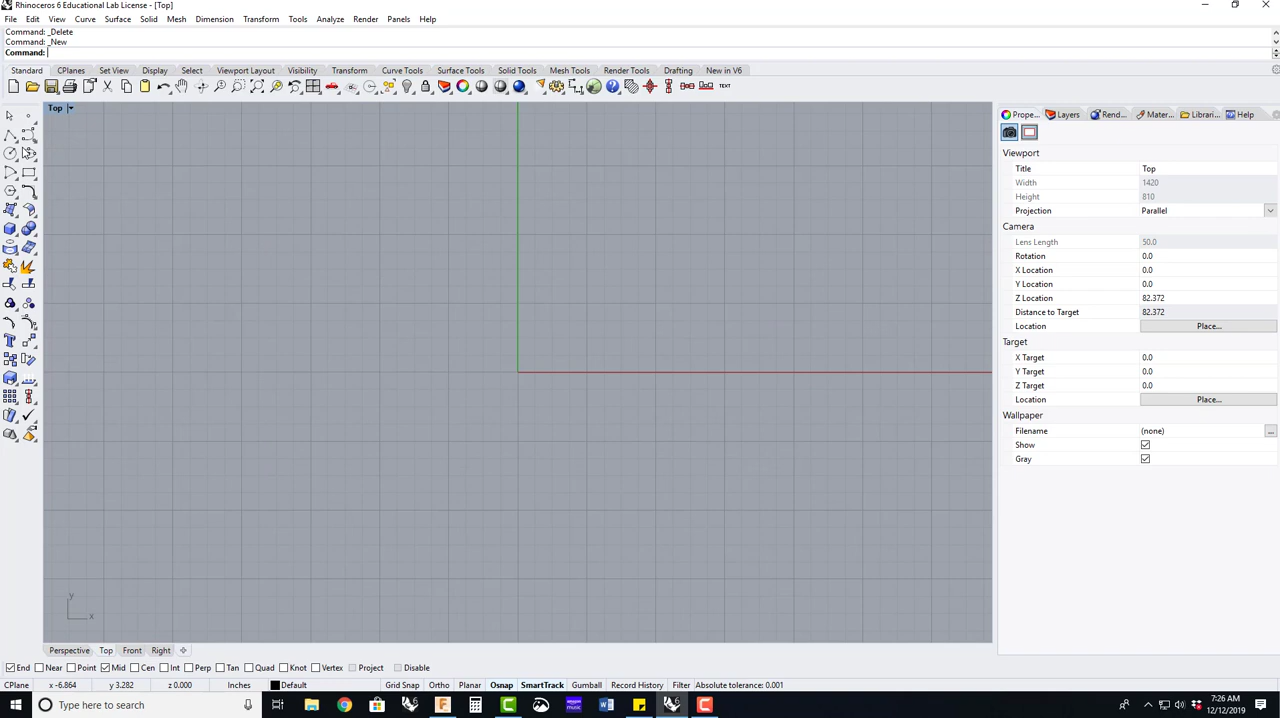 Rhinoceros 6 Educational Lab License - [Top]
File Edit View Curve Surface Solid Mesh Dimension Transform Tools Analyze Render Panels Help
Command: _Delete
Command: _New
Command:
Standard CPlanes Set View Display Select Viewport Layout Visibility Transform Curve Tools Surface Tools Solid Tools Mesh Tools Render Tools Drafting New in V6
TEXT
Top
Prope... Layers Rend... Mater... Librari... Help
Viewport
Title Top
Width 1420
Height 810
Projection Parallel
Camera
Lens Length 50.0
Rotation 0.0
X Location 0.0
Y Location 0.0
Z Location 82.372
Distance to Target 82.372
Location Place...
Target
X Target 0.0
Y Target 0.0
Z Target 0.0
Location Place...
Wallpaper
Filename (none) ...
Show
Gray
y
x
Perspective Top Front Right
End Near Point Mid Cen Int Perp Tan Quad Knot Vertex Project Disable
CPlane x -6.864 y 3.282 z 0.000 Inches Default Grid Snap Ortho Planar Osnap SmartTrack Gumball Record History Filter Absolute tolerance: 0.001
Type here to search
7:26 AM
12/12/2019